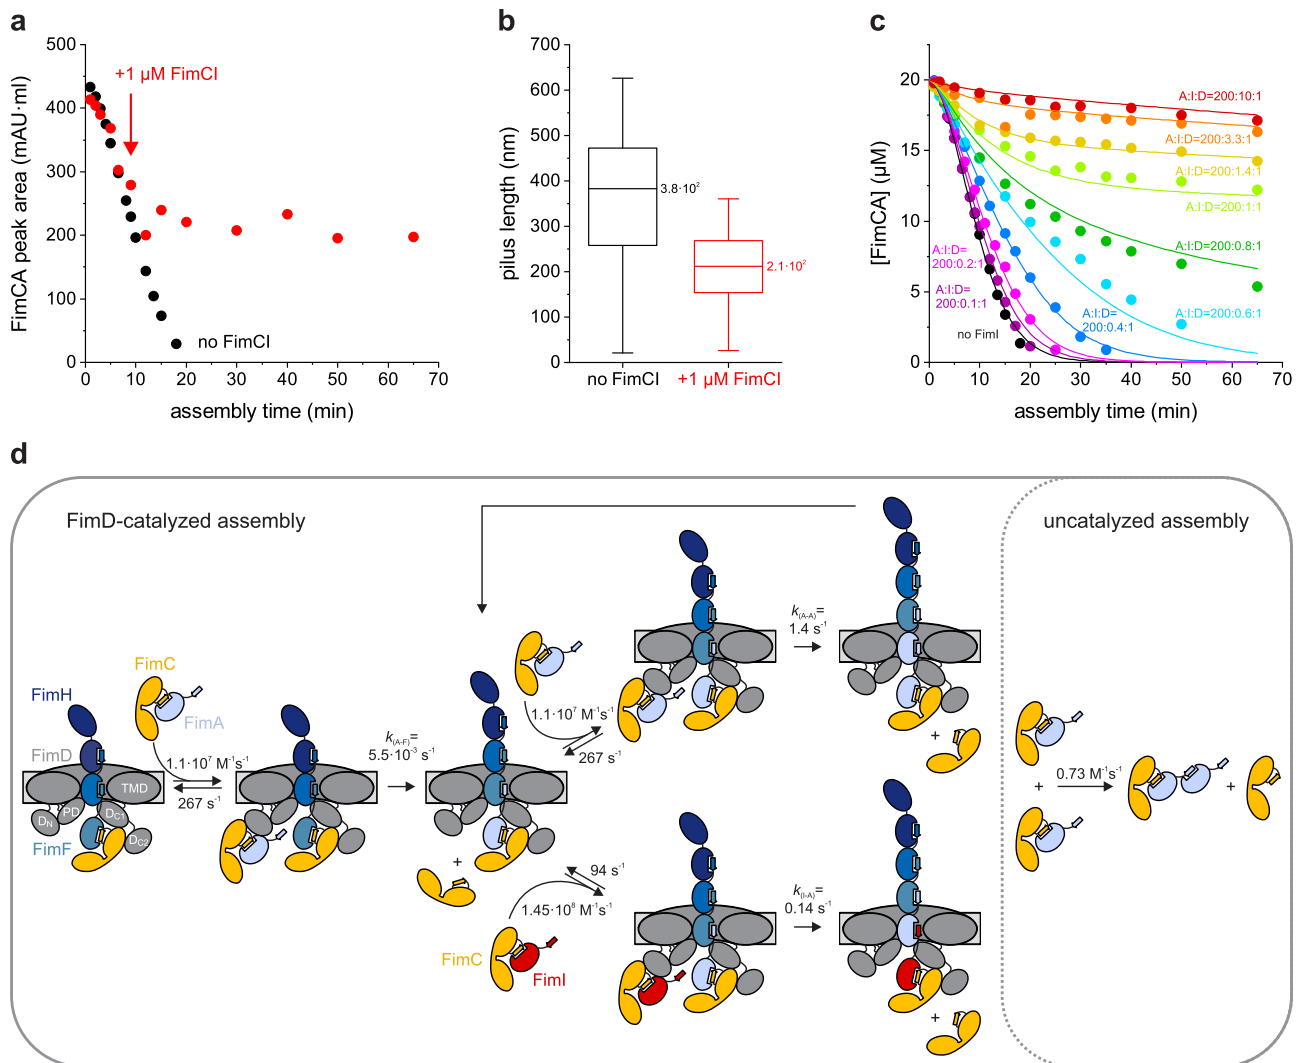 a
FimCA peak area (mAU·ml)
500
400
300
200
100
0
+1 µM FimCI
no FimCI
0 10 20 30 40 50 60 70
assembly time (min)
b
pilus length (nm)
700
600
500
400
300
200
100
0
3.8·10²
2.1·10²
no FimCI
+1 µM FimCI
c
[FimCA] (µM)
20
15
10
5
0
A:I:D=200:10:1
A:I:D=200:3.3:1
A:I:D=200:1.4:1
A:I:D=200:1:1
A:I:D=200:0.8:1
A:I:D=200:0.6:1
A:I:D=
200:0.4:1
A:I:D=
200:0.2:1
A:I:D=
200:0.1:1
no FimI
0 10 20 30 40 50 60 70
assembly time (min)
d
FimD-catalyzed assembly
uncatalyzed assembly
FimC
FimH
FimA
FimD
TMD
PD
D_N
D_C1
D_C2
FimF
1.1·10⁷ M⁻¹s⁻¹
267 s⁻¹
k_(A-F)=
5.5·10⁻³ s⁻¹
+
1.1·10⁷ M⁻¹s⁻¹
267 s⁻¹
k_(A-A)=
1.4 s⁻¹
+
94 s⁻¹
1.45·10⁸ M⁻¹s⁻¹
FimC
FimI
k_(I-A)=
0.14 s⁻¹
+
+
0.73 M⁻¹s⁻¹
+